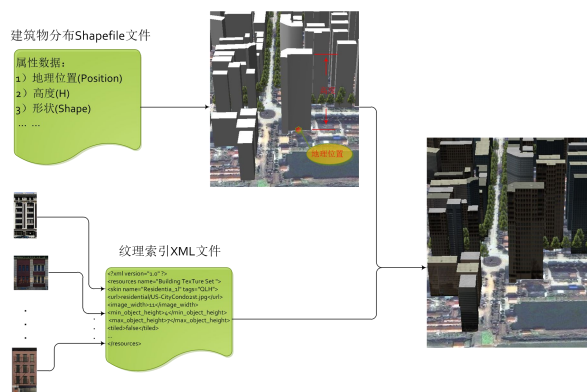 建筑物分布Shapefile文件
属性数据：
1）地理位置(Position)
2）高度(H)
3）形状(Shape)
... ...
地理位置
纹理索引XML文件
<?xml version="1.0" ?>
<resources name="Building TexTure Set ">
<skin name="Residentia_1l" tags="QLH">
<url>residential/US-CityCondo2st.jpg</url>
<image_width>11</image_width>
<min_object_height>4</min_object_height>
<max_object_height>7</max_object_height>
<tiled>false</tiled>
...
</resources>